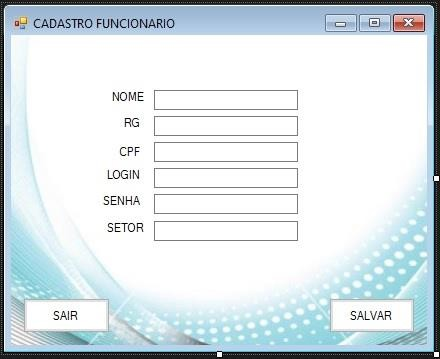 CADASTRO FUNCIONARIO
NOME
RG
CPF
LOGIN
SENHA
SETOR
SAIR
SALVAR